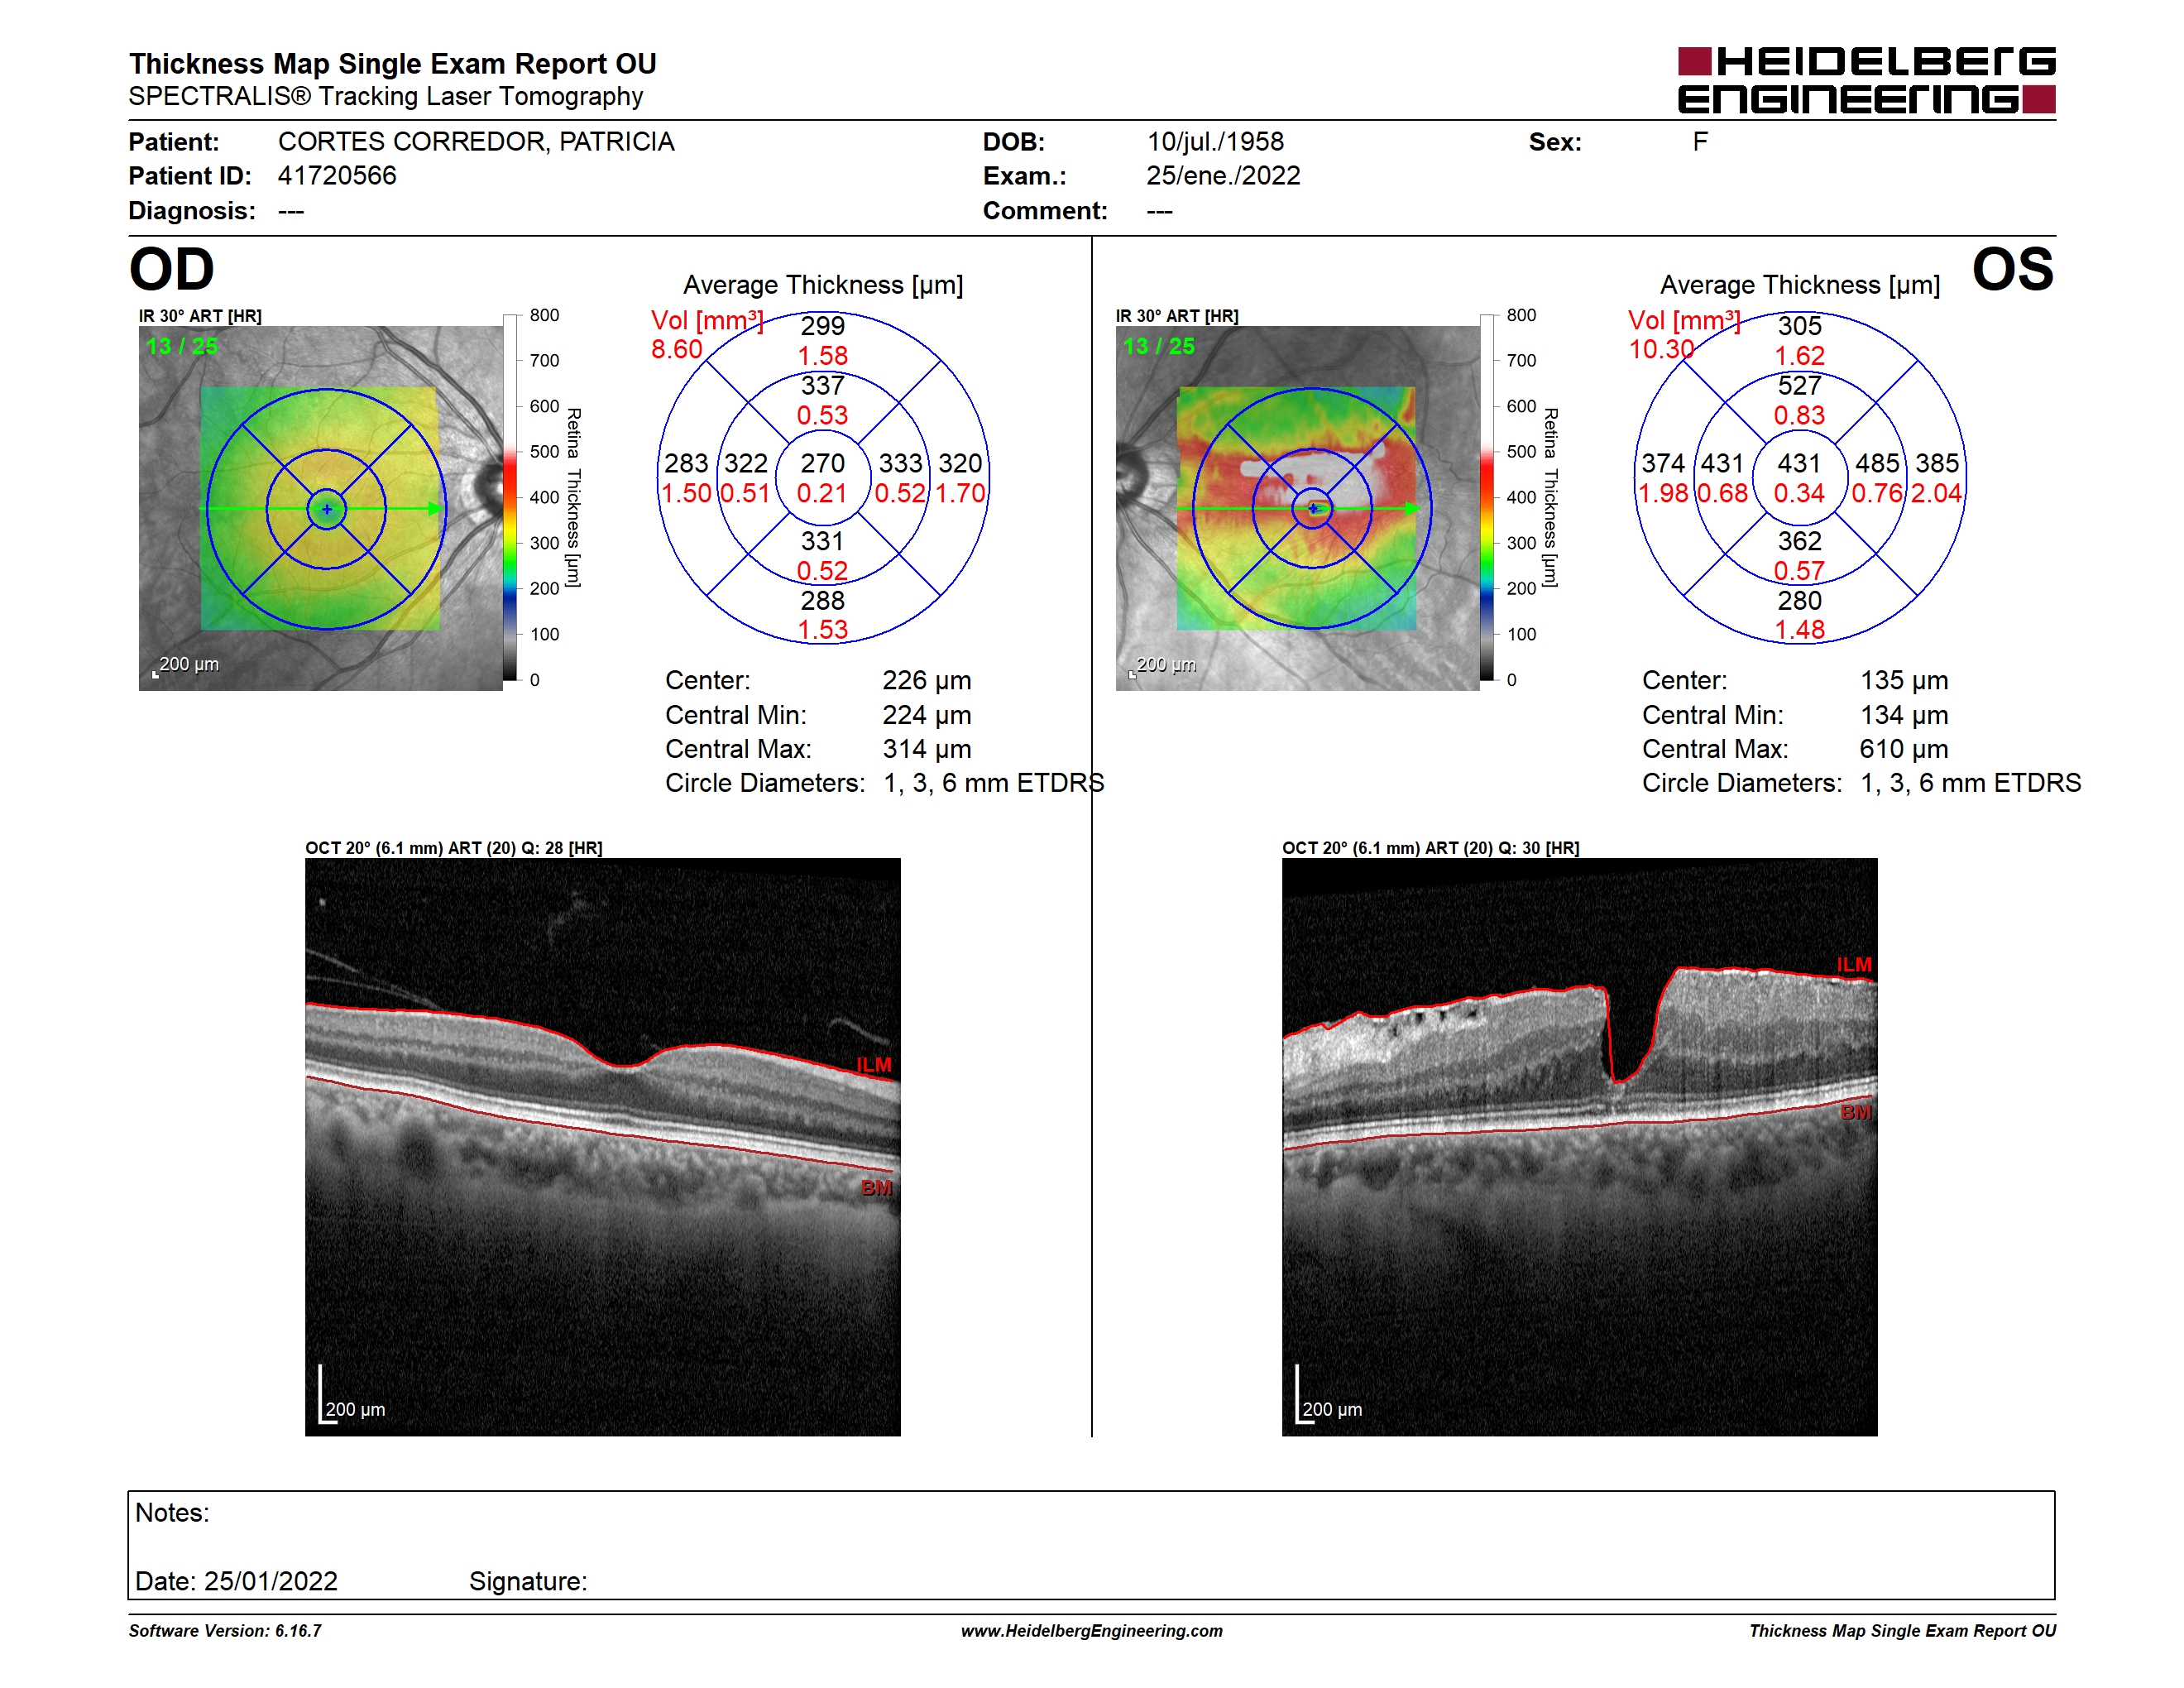 Thickness Map Single Exam Report OU
SPECTRALIS® Tracking Laser Tomography
HEIDELBERG
ENGINEERING
Patient: CORTES CORREDOR, PATRICIA DOB: 10/jul./1958 Sex: F
Patient ID: 41720566 Exam.: 25/ene./2022
Diagnosis: --- Comment: ---
OD
IR 30° ART [HR]
13 / 25
200 µm
800
700
600
500
400
300
200
100
0
Retina Thickness [µm]
Average Thickness [µm]
Vol [mm³]
8.60
299
1.58
337
0.53
283 322 270 333 320
1.50 0.51 0.21 0.52 1.70
331
0.52
288
1.53
Center: 226 µm
Central Min: 224 µm
Central Max: 314 µm
Circle Diameters: 1, 3, 6 mm ETDRS
OCT 20° (6.1 mm) ART (20) Q: 28 [HR]
ILM
BM
200 µm
OS
IR 30° ART [HR]
13 / 25
200 µm
800
700
600
500
400
300
200
100
0
Retina Thickness [µm]
Average Thickness [µm]
Vol [mm³]
10.30
305
1.62
527
0.83
374 431 431 485 385
1.98 0.68 0.34 0.76 2.04
362
0.57
280
1.48
Center: 135 µm
Central Min: 134 µm
Central Max: 610 µm
Circle Diameters: 1, 3, 6 mm ETDRS
OCT 20° (6.1 mm) ART (20) Q: 30 [HR]
ILM
BM
200 µm
Notes:
Date: 25/01/2022 Signature:
Software Version: 6.16.7 www.HeidelbergEngineering.com Thickness Map Single Exam Report OU